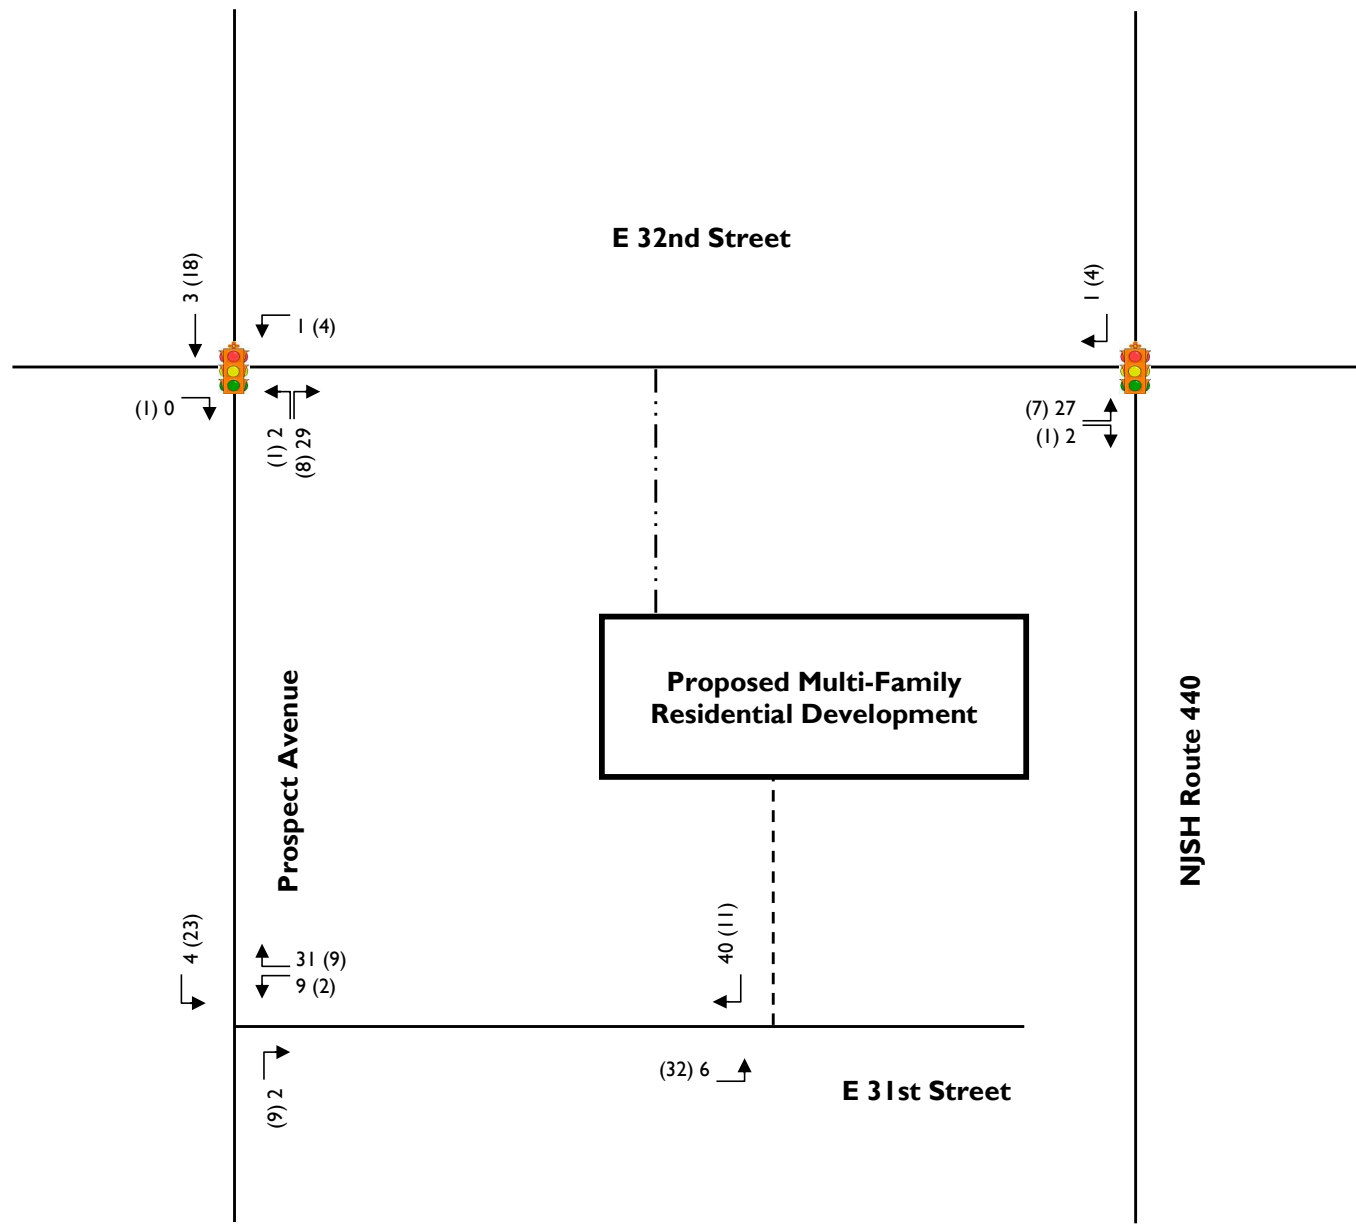 E 32nd Street
3 (18)
1 (4)
1 (4)
(1) 0
(1) 2
(8) 29
(7) 27
(1) 2
Proposed Multi-Family
Residential Development
Prospect Avenue
NJSH Route 440
4 (23)
31 (9)
9 (2)
40 (11)
(9) 2
(32) 6
E 31st Street